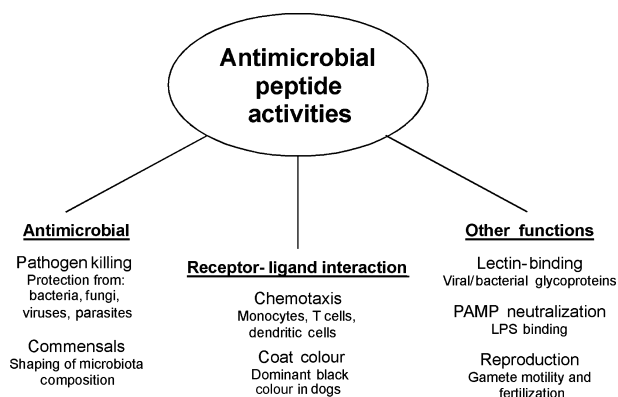 Antimicrobial
peptide
activities
Antimicrobial
Pathogen killing
Protection from:
bacteria, fungi,
viruses, parasites
Commensals
Shaping of microbiota
composition
Receptor- ligand interaction
Chemotaxis
Monocytes, T cells,
dendritic cells
Coat colour
Dominant black
colour in dogs
Other functions
Lectin-binding
Viral/bacterial glycoproteins
PAMP neutralization
LPS binding
Reproduction
Gamete motility and
fertilization